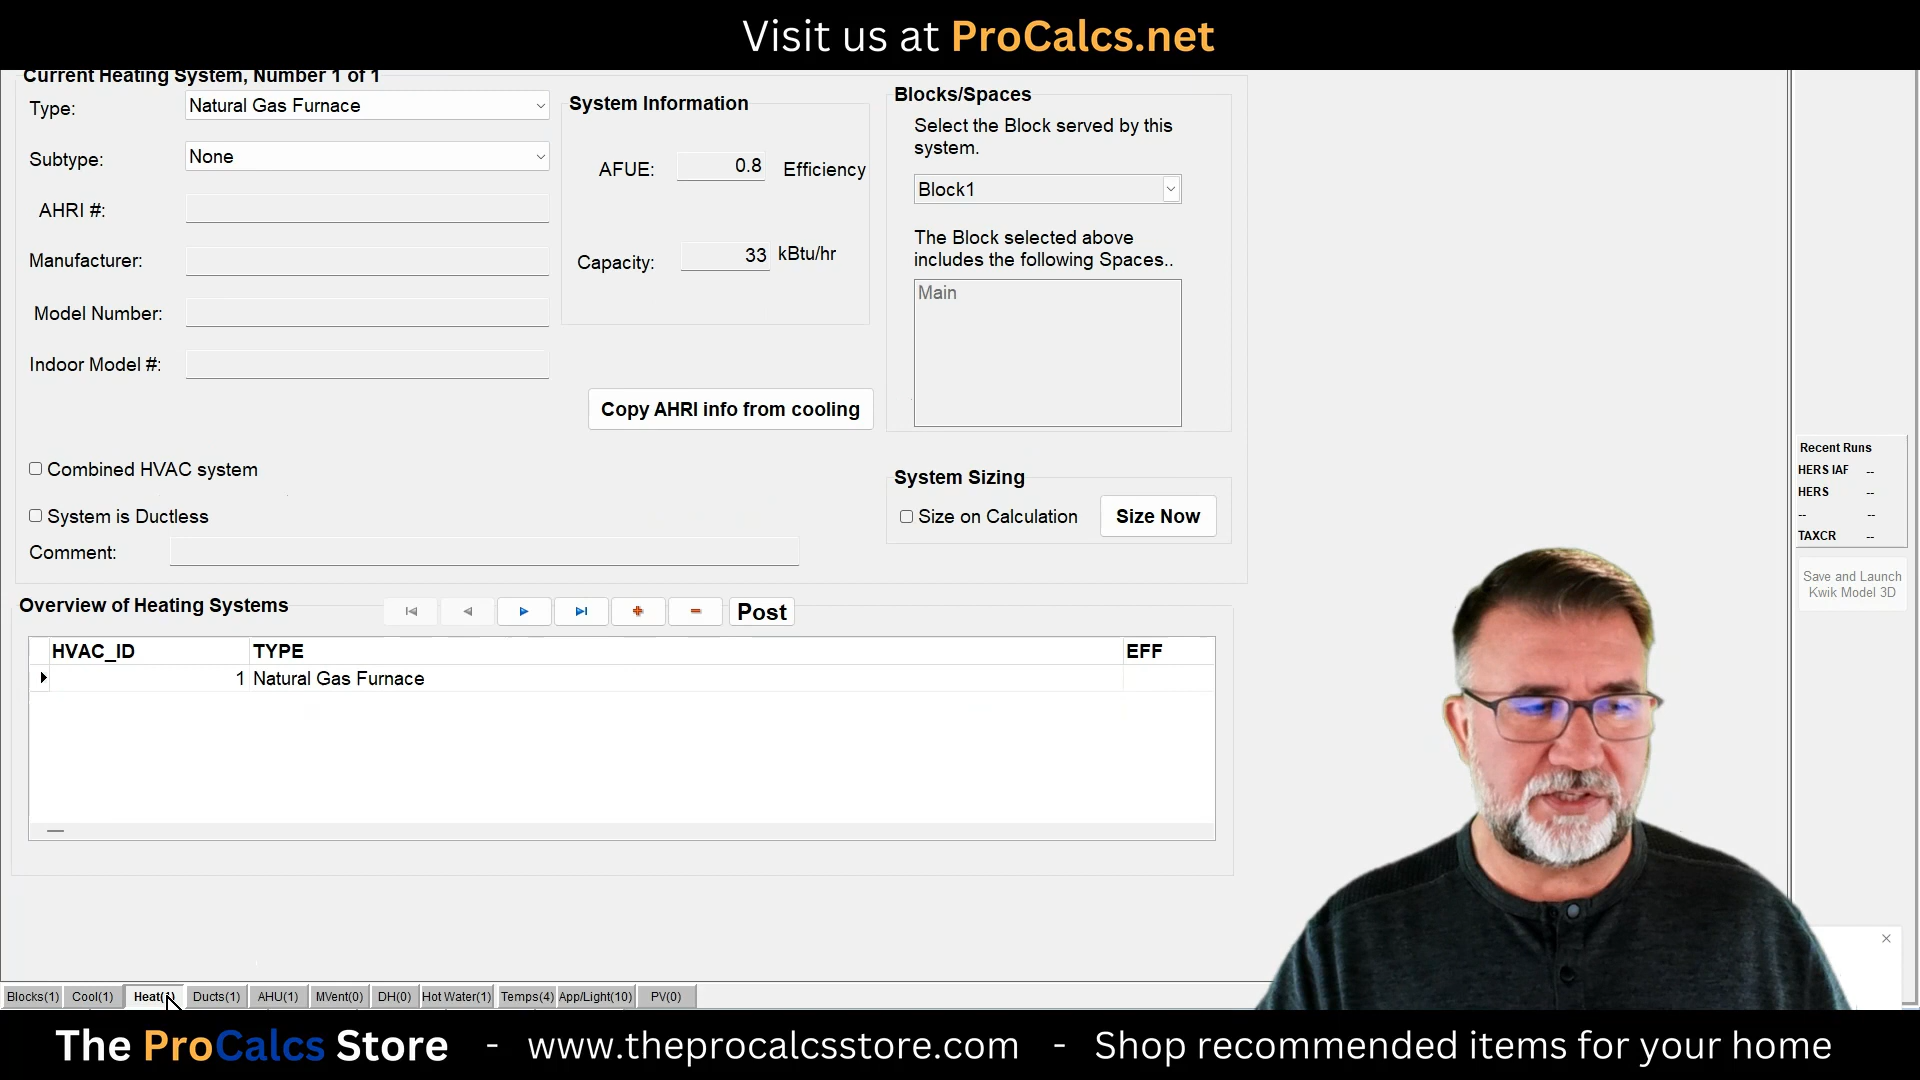 Visit us at ProCalcs.net
Current Heating System, Number 1 of 1
Type:
Natural Gas Furnace
Subtype:
None
AHRI #:
Manufacturer:
Model Number:
Indoor Model #:
System Information
AFUE:
0.8
Efficiency
Capacity:
33
kBtu/hr
Copy AHRI info from cooling
Blocks/Spaces
Select the Block served by this
system.
Block1
The Block selected above
includes the following Spaces..
Main
Combined HVAC system
System is Ductless
Comment:
System Sizing
Size on Calculation
Size Now
Recent Runs
HERS IAF --
HERS --
-- --
TAXCR --
Save and Launch
Kwik Model 3D
Overview of Heating Systems
Post
HVAC_ID TYPE EFF
1 Natural Gas Furnace
Blocks(1) Cool(1) Heat(1) Ducts(1) AHU(1) MVent(0) DH(0) Hot Water(1) Temps(4) App/Light(10) PV(0)
The ProCalcs Store - www.theprocalcsstore.com - Shop recommended items for your home